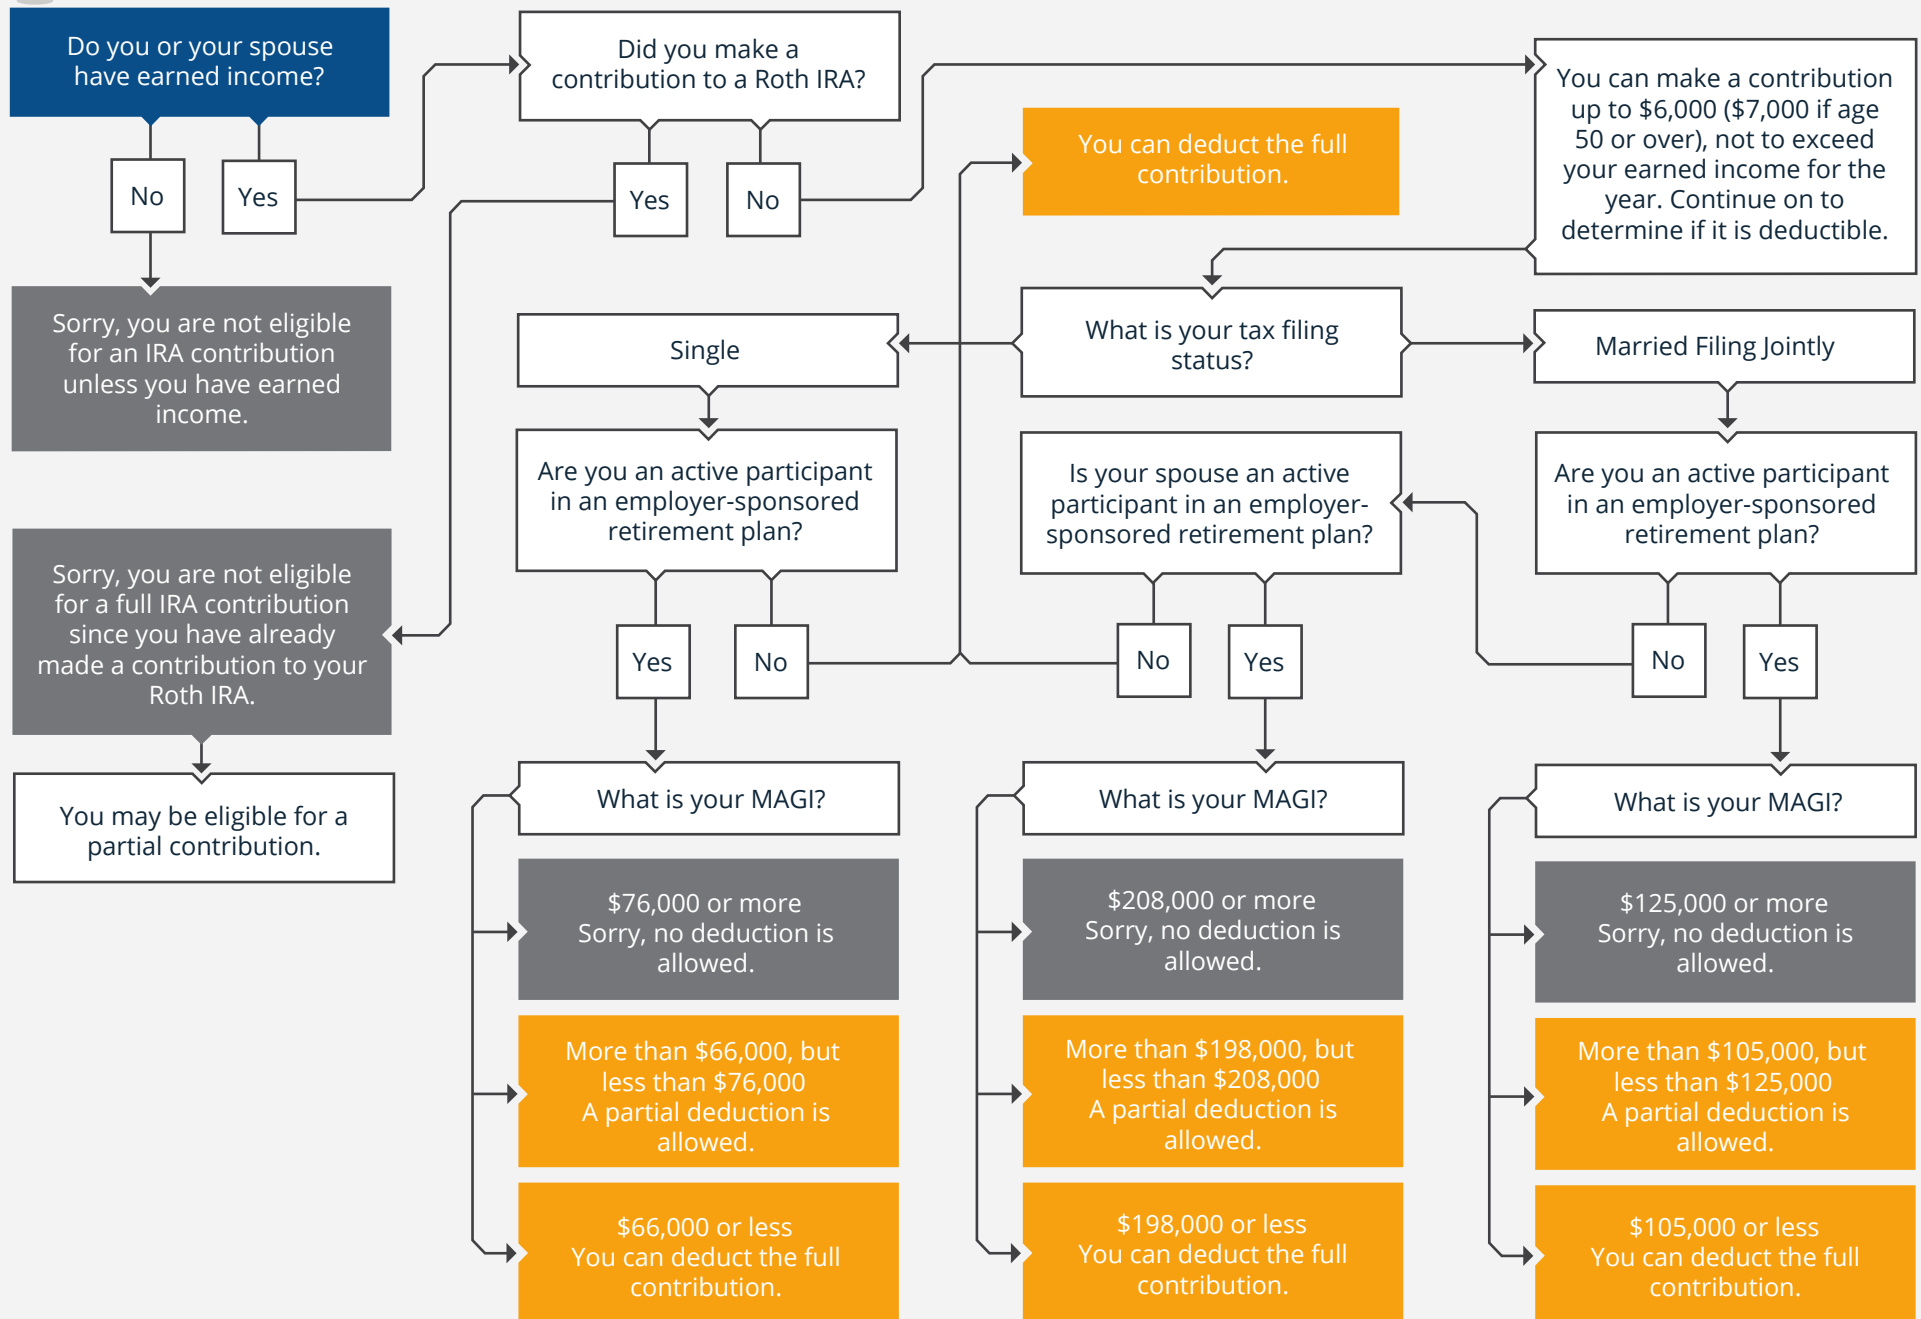 Do you or your spouse
have earned income?
No
Yes
Sorry, you are not eligible
for an IRA contribution
unless you have earned
income.
Did you make a
contribution to a Roth IRA?
Yes
No
Sorry, you are not eligible
for a full IRA contribution
since you have already
made a contribution to your
Roth IRA.
You may be eligible for a
partial contribution.
You can make a contribution
up to $6,000 ($7,000 if age
50 or over), not to exceed
your earned income for the
year. Continue on to
determine if it is deductible.
You can deduct the full
contribution.
What is your tax filing
status?
Single
Married Filing Jointly
Are you an active participant
in an employer-sponsored
retirement plan?
Yes
No
Is your spouse an active
participant in an employer-
sponsored retirement plan?
No
Yes
Are you an active participant
in an employer-sponsored
retirement plan?
No
Yes
What is your MAGI?
$76,000 or more
Sorry, no deduction is
allowed.
More than $66,000, but
less than $76,000
A partial deduction is
allowed.
$66,000 or less
You can deduct the full
contribution.
What is your MAGI?
$208,000 or more
Sorry, no deduction is
allowed.
More than $198,000, but
less than $208,000
A partial deduction is
allowed.
$198,000 or less
You can deduct the full
contribution.
What is your MAGI?
$125,000 or more
Sorry, no deduction is
allowed.
More than $105,000, but
less than $125,000
A partial deduction is
allowed.
$105,000 or less
You can deduct the full
contribution.